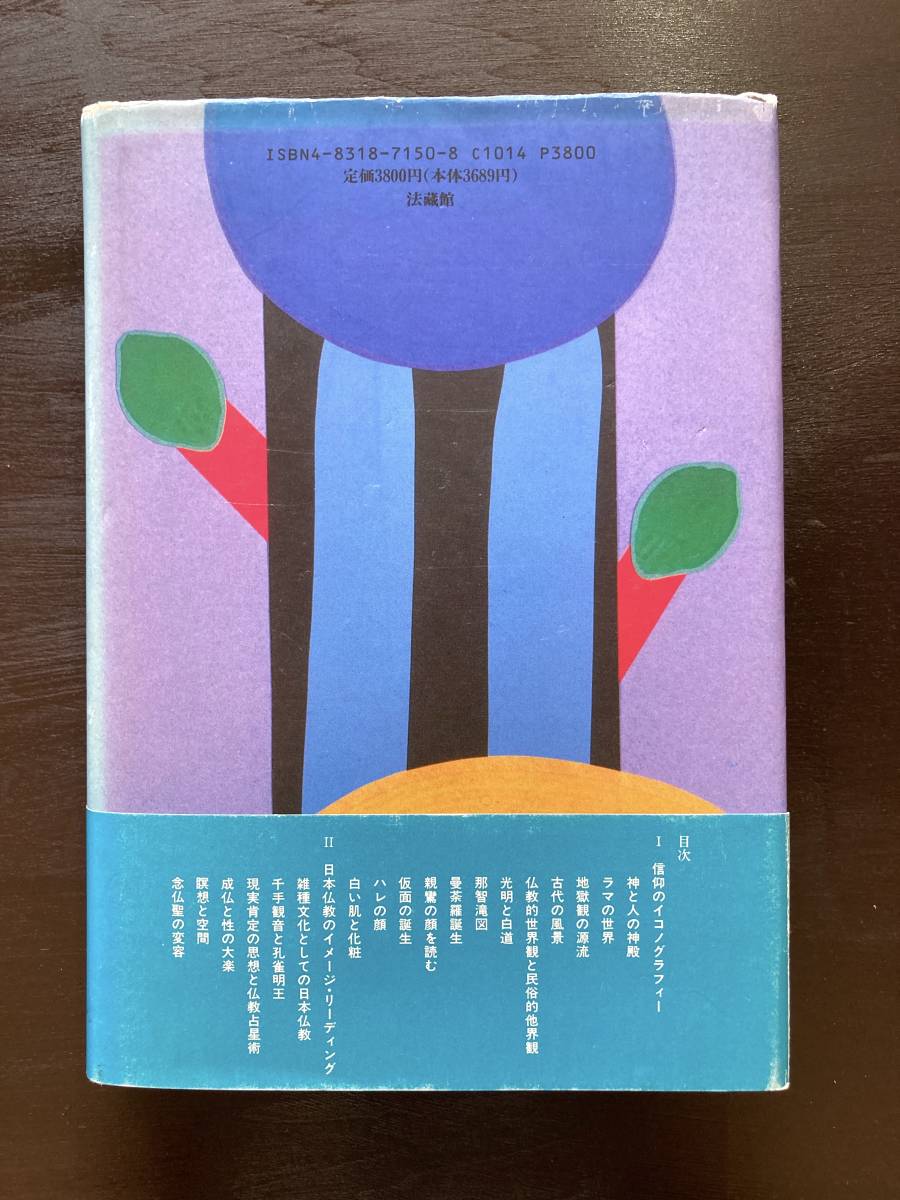 ISBN4-8318-7150-8 C1014 P3800
定価3800円(本体3689円)
法藏館
目次
I 信仰のイコノグラフィー
神と人の神殿
ラマの世界
地獄観の源流
古代の風景
仏教的世界観と民俗的他界観
光明と白道
那智滝図
曼荼羅誕生
親鸞の顔を読む
仮面の誕生
ハレの顔
白い肌と化粧
II 日本仏教のイメージ・リーディング
雑種文化としての日本仏教
千手観音と孔雀明王
現実肯定の思想と仏教占星術
成仏と性の大楽
瞑想と空間
念仏聖の変容